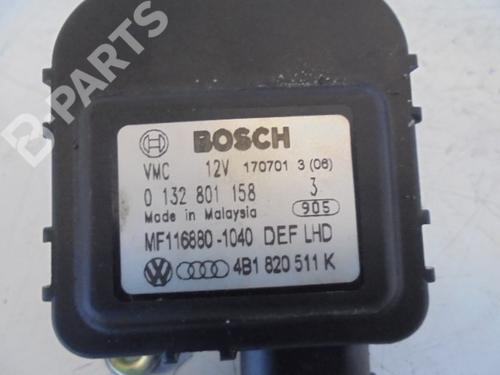 B-PARTS
BOSCH
VMC 12V 170701 3 (06)
0 132 801 158 3
Made in Malaysia 905
MF116880-1040 DEF LHD
4B1 820 511 K